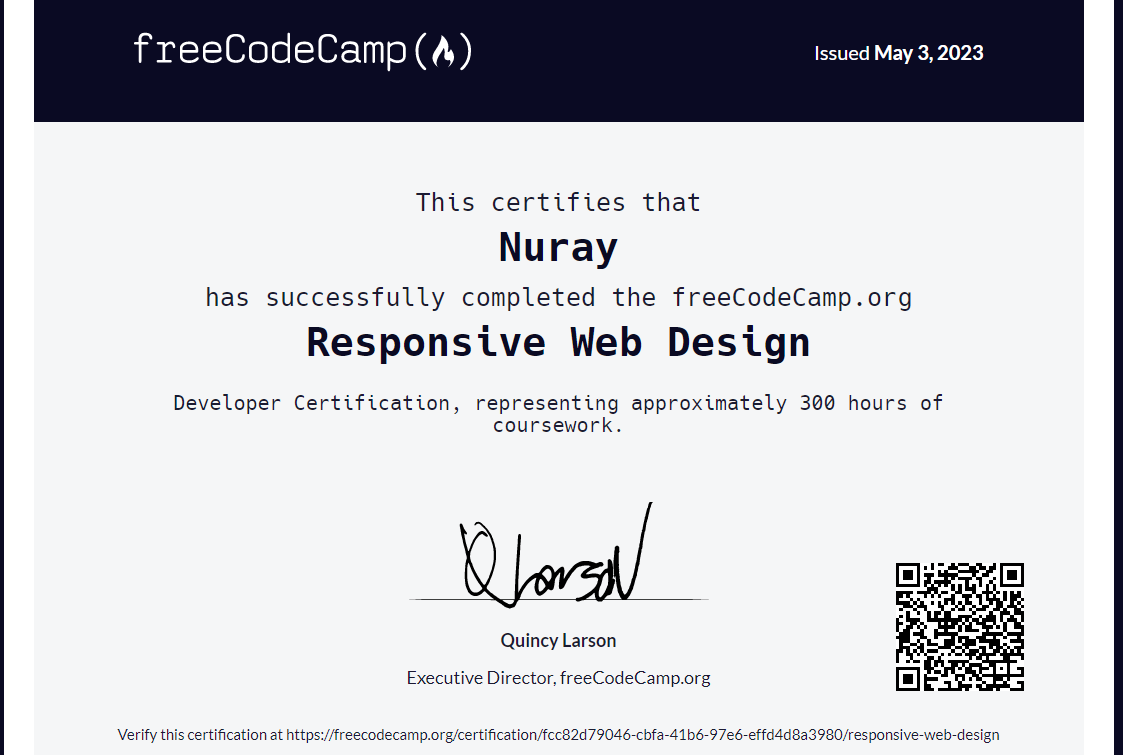 freeCodeCamp
Issued May 3, 2023
This certifies that
Nuray
has successfully completed the freeCodeCamp.org
Responsive Web Design
Developer Certification, representing approximately 300 hours of
coursework.
Q Larson
Quincy Larson
Executive Director, freeCodeCamp.org
Verify this certification at https://freecodecamp.org/certification/fcc82d79046-cbfa-41b6-97e6-effd4d8a3980/responsive-web-design